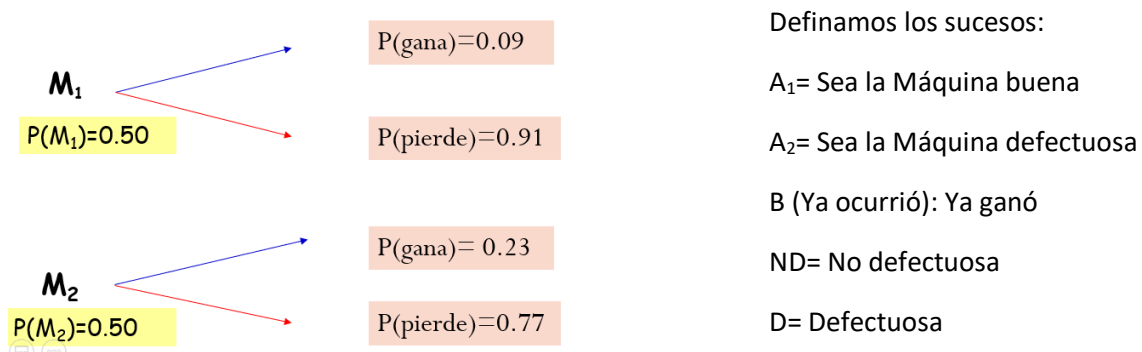 P(gana)=0.09
M₁
P(M₁)=0.50
P(pierde)=0.91
P(gana)= 0.23
M₂
P(M₂)=0.50
P(pierde)=0.77
Definamos los sucesos:
A₁= Sea la Máquina buena
A₂= Sea la Máquina defectuosa
B (Ya ocurrió): Ya ganó
ND= No defectuosa
D= Defectuosa